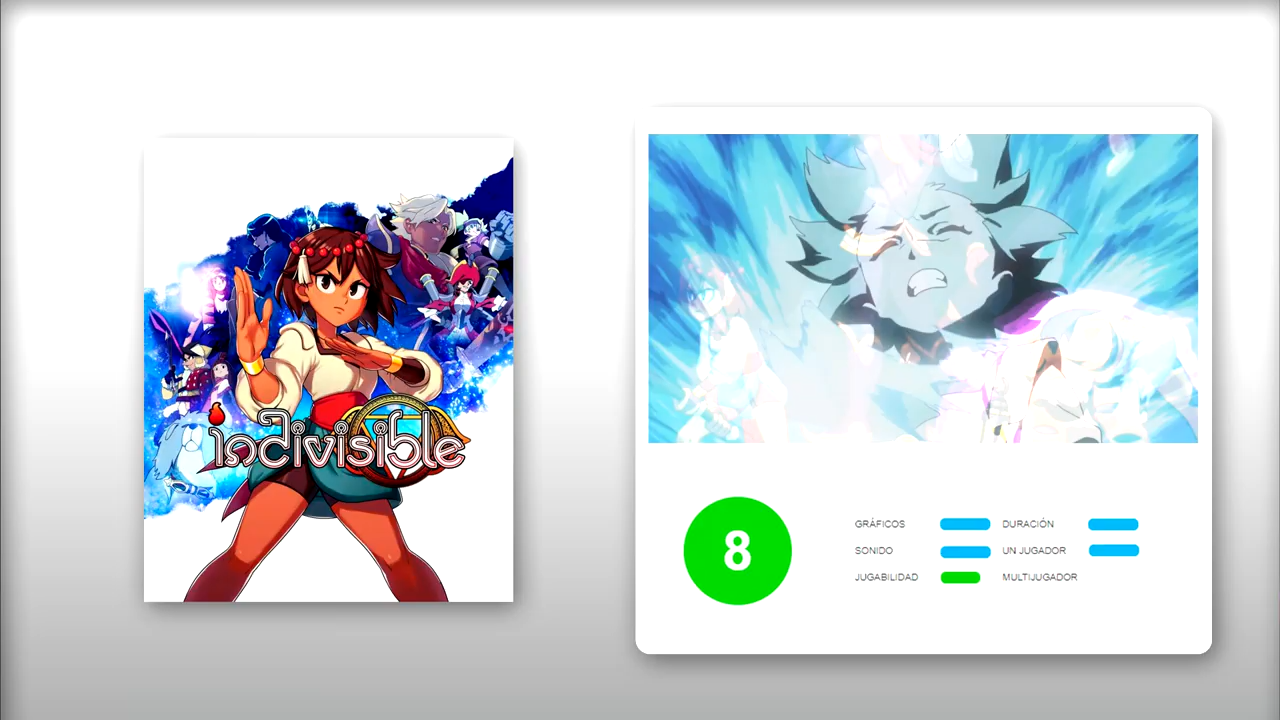 indivisible
8
GRÁFICOS
DURACIÓN
SONIDO
UN JUGADOR
JUGABILIDAD
MULTIJUGADOR